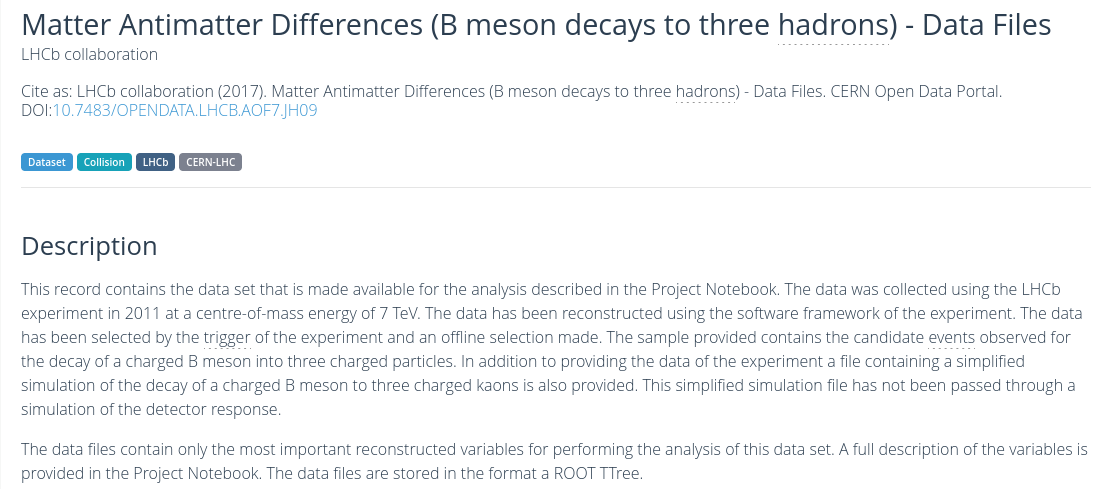 Matter Antimatter Differences (B meson decays to three hadrons) - Data Files
LHCb collaboration
Cite as: LHCb collaboration (2017). Matter Antimatter Differences (B meson decays to three hadrons) - Data Files. CERN Open Data Portal.
DOI:10.7483/OPENDATA.LHCB.AOF7.JH09
Dataset Collision LHCb CERN-LHC
Description
This record contains the data set that is made available for the analysis described in the Project Notebook. The data was collected using the LHCb
experiment in 2011 at a centre-of-mass energy of 7 TeV. The data has been reconstructed using the software framework of the experiment. The data
has been selected by the trigger of the experiment and an offline selection made. The sample provided contains the candidate events observed for
the decay of a charged B meson into three charged particles. In addition to providing the data of the experiment a file containing a simplified
simulation of the decay of a charged B meson to three charged kaons is also provided. This simplified simulation file has not been passed through a
simulation of the detector response.
The data files contain only the most important reconstructed variables for performing the analysis of this data set. A full description of the variables is
provided in the Project Notebook. The data files are stored in the format a ROOT TTree.